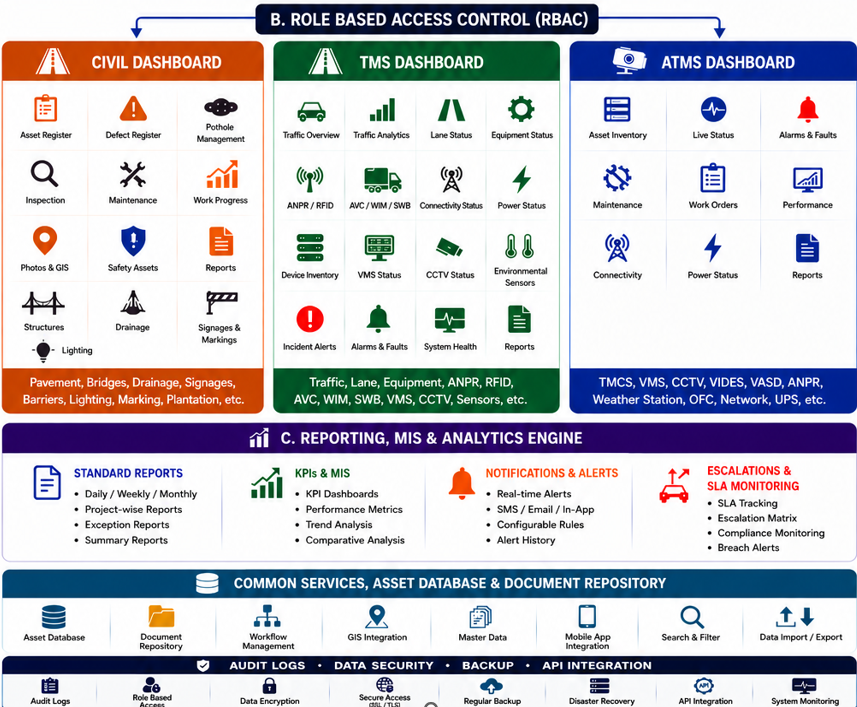 B. ROLE BASED ACCESS CONTROL (RBAC)
CIVIL DASHBOARD
Asset Register
Defect Register
Pothole
Management
Inspection
Maintenance
Work Progress
Photos & GIS
Safety Assets
Reports
Structures
Drainage
Signages &
Markings
Lighting
Pavement, Bridges, Drainage, Signages,
Barriers, Lighting, Marking, Plantation, etc.
TMS DASHBOARD
Traffic Overview
Traffic Analytics
Lane Status
Equipment Status
ANPR / RFID
AVC / WIM / SWB
Connectivity Status
Power Status
Device Inventory
VMS Status
CCTV Status
Environmental
Sensors
Incident Alerts
Alarms & Faults
System Health
Reports
Traffic, Lane, Equipment, ANPR, RFID,
AVC, WIM, SWB, VMS, CCTV, Sensors, etc.
ATMS DASHBOARD
Asset Inventory
Live Status
Alarms & Faults
Maintenance
Work Orders
Performance
Connectivity
Power Status
Reports
TMCS, VMS, CCTV, VIDES, VASD, ANPR,
Weather Station, OFC, Network, UPS, etc.
C. REPORTING, MIS & ANALYTICS ENGINE
STANDARD REPORTS
• Daily / Weekly / Monthly
• Project-wise Reports
• Exception Reports
• Summary Reports
KPIs & MIS
• KPI Dashboards
• Performance Metrics
• Trend Analysis
• Comparative Analysis
NOTIFICATIONS & ALERTS
• Real-time Alerts
• SMS / Email / In-App
• Configurable Rules
• Alert History
ESCALATIONS &
SLA MONITORING
• SLA Tracking
• Escalation Matrix
• Compliance Monitoring
• Breach Alerts
COMMON SERVICES, ASSET DATABASE & DOCUMENT REPOSITORY
Asset Database
Document
Repository
Workflow
Management
GIS Integration
Master Data
Mobile App
Integration
Search & Filter
Data Import / Export
AUDIT LOGS • DATA SECURITY • BACKUP • API INTEGRATION
Audit Logs
Role Based
Access
Data Encryption
Secure Access
(SSL / TLS)
Regular Backup
Disaster Recovery
API
API Integration
System Monitoring